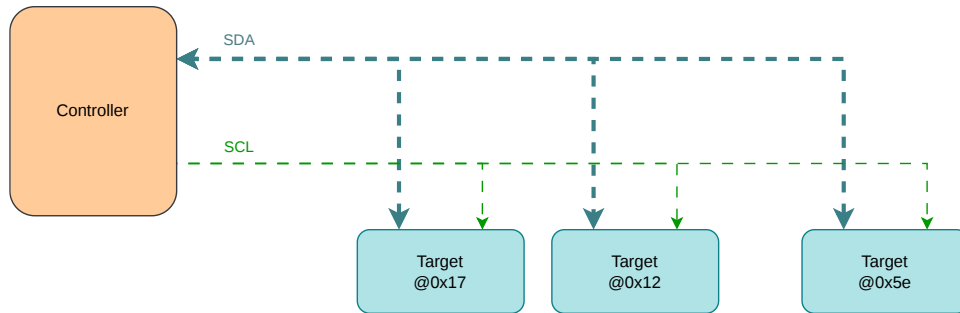 SDA
Controller
SCL
Target
@0x17
Target
@0x12
Target
@0x5e